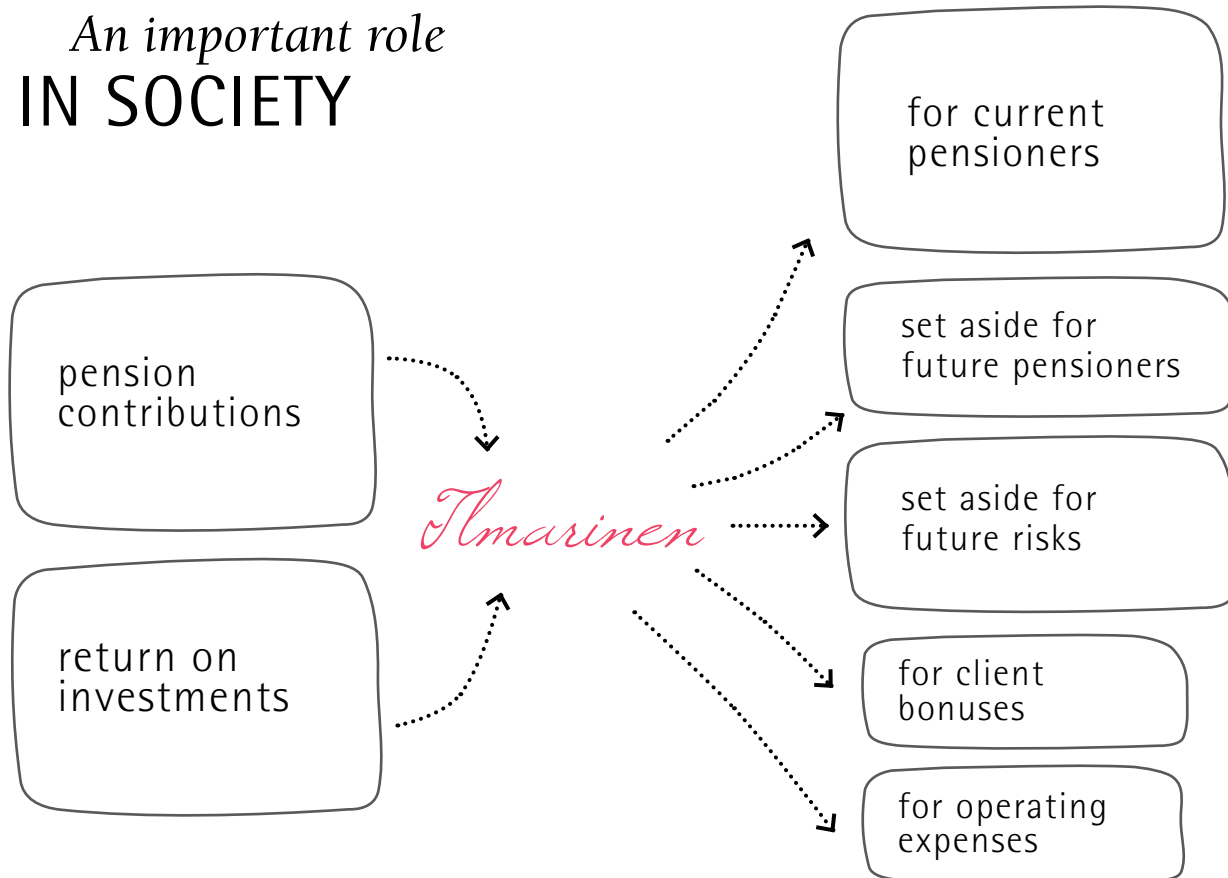 An important role
IN SOCIETY
pension
contributions
return on
investments
Ilmarinen
for current
pensioners
set aside for
future pensioners
set aside for
future risks
for client
bonuses
for operating
expenses